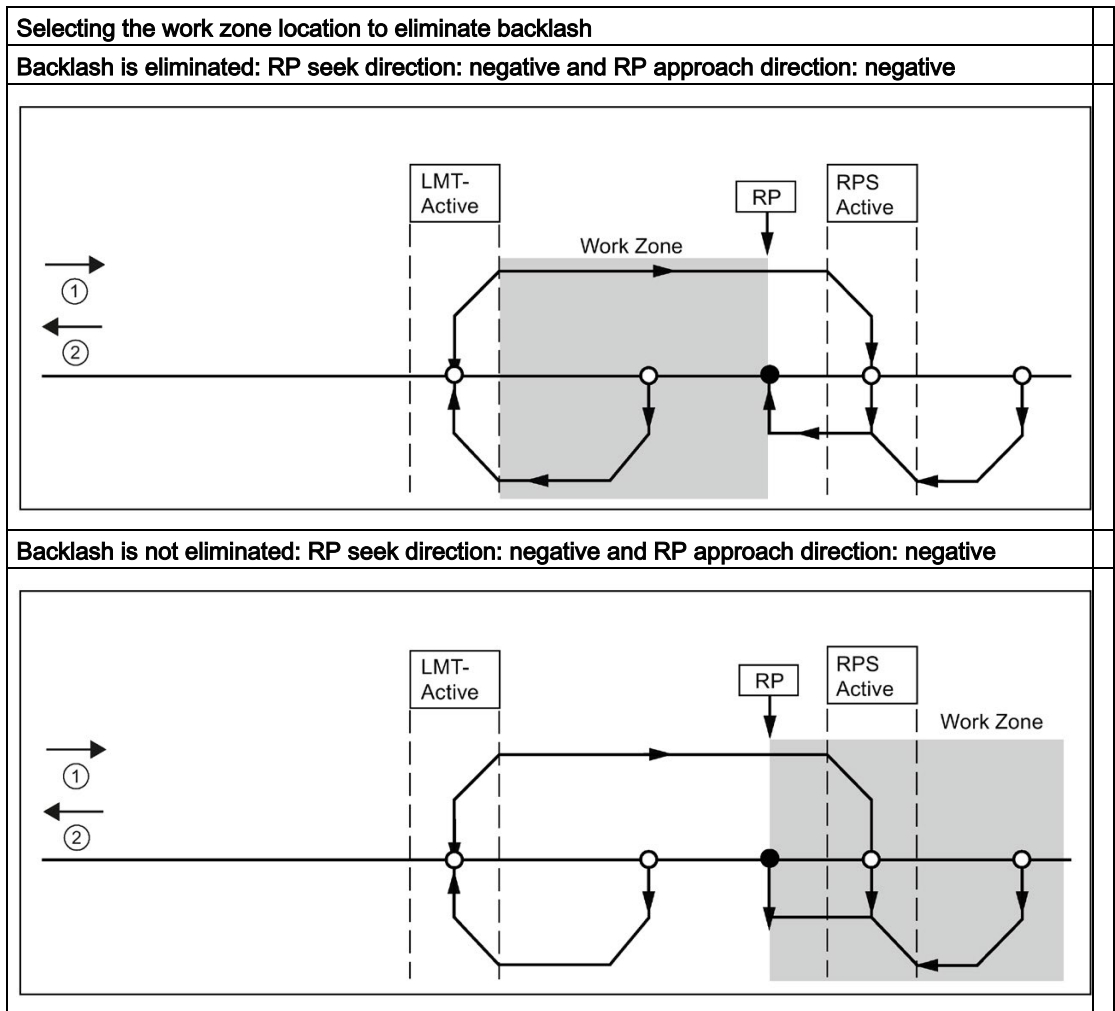 Selecting the work zone location to eliminate backlash
Backlash is eliminated: RP seek direction: negative and RP approach direction: negative
LMT-
Active
RP
RPS
Active
Work Zone
1
2
Backlash is not eliminated: RP seek direction: negative and RP approach direction: negative
LMT-
Active
RP
RPS
Active
Work Zone
1
2